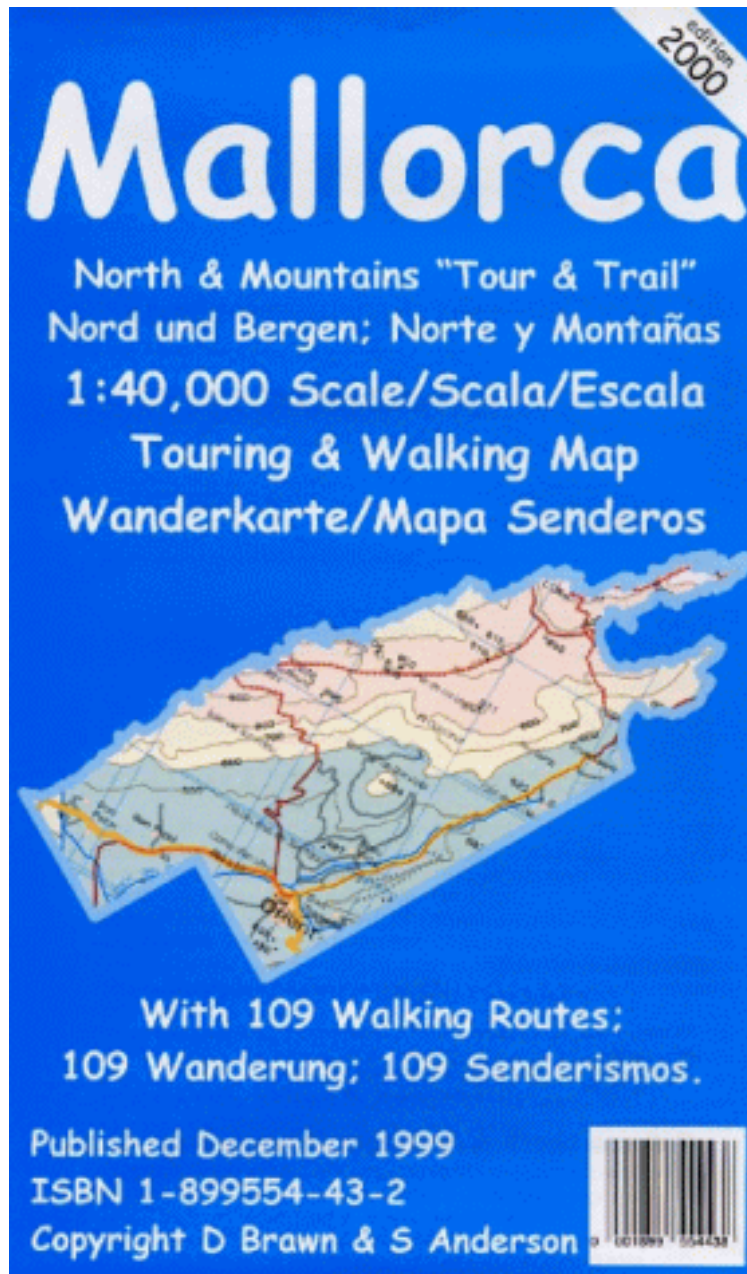 edition
2000
Mallorca
North & Mountains "Tour & Trail"
Nord und Bergen; Norte y Montañas
1:40,000 Scale/Scala/Escala
Touring & Walking Map
Wanderkarte/Mapa Senderos
With 109 Walking Routes;
109 Wanderung; 109 Senderismos.
Published December 1999
ISBN 1-899554-43-2
Copyright D Brawn & S Anderson